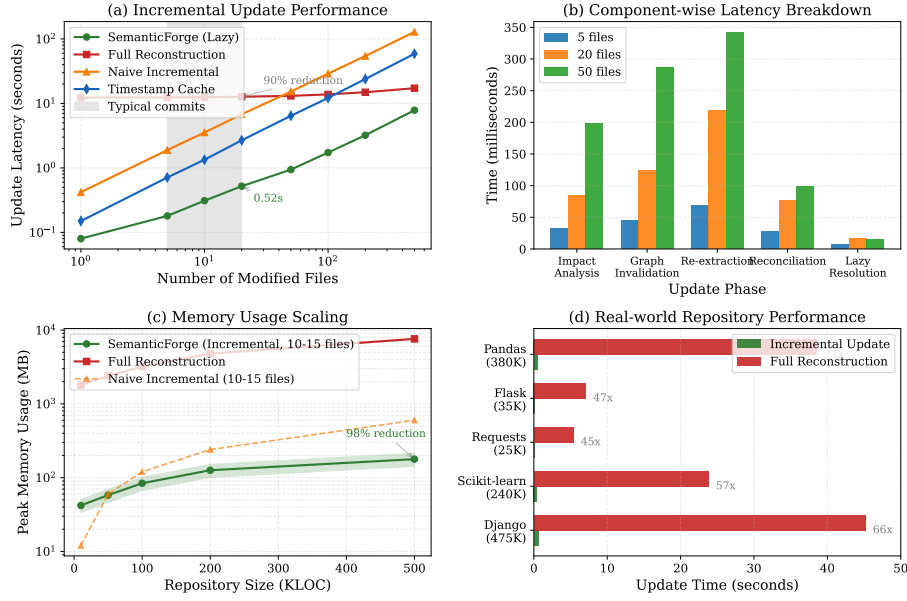 (a) Incremental Update Performance
10²
10¹
10⁰
10⁻¹
Update Latency (seconds)
SemanticForge (Lazy)
Full Reconstruction
Naive Incremental
Timestamp Cache
Typical commits
90% reduction
0.52s
10⁰
10¹
10²
Number of Modified Files
(b) Component-wise Latency Breakdown
350
300
250
200
150
100
50
0
Time (milliseconds)
5 files
20 files
50 files
Impact
Analysis
Graph
Invalidation
Re-extraction
Reconciliation
Lazy
Resolution
Update Phase
(c) Memory Usage Scaling
10⁴
10³
10²
10¹
Peak Memory Usage (MB)
SemanticForge (Incremental, 10-15 files)
Full Reconstruction
Naive Incremental (10-15 files)
98% reduction
0
100
200
300
400
500
Repository Size (KLOC)
(d) Real-world Repository Performance
Incremental Update
Full Reconstruction
Pandas
(380K)
Flask
(35K)
47x
Requests
(25K)
45x
Scikit-learn
(240K)
57x
Django
(475K)
66x
0
10
20
30
40
50
Update Time (seconds)